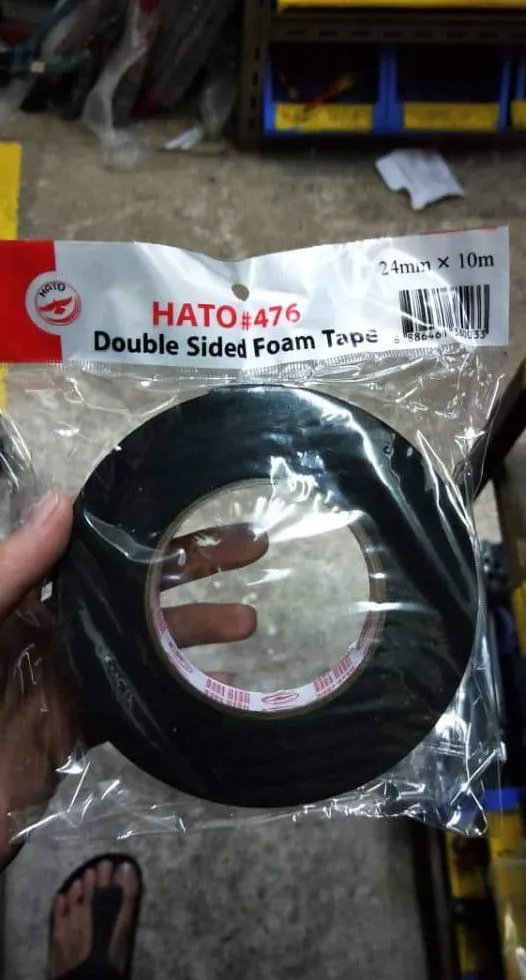 24mm × 10m
HATO
HATO#476
Double Sided Foam Tape